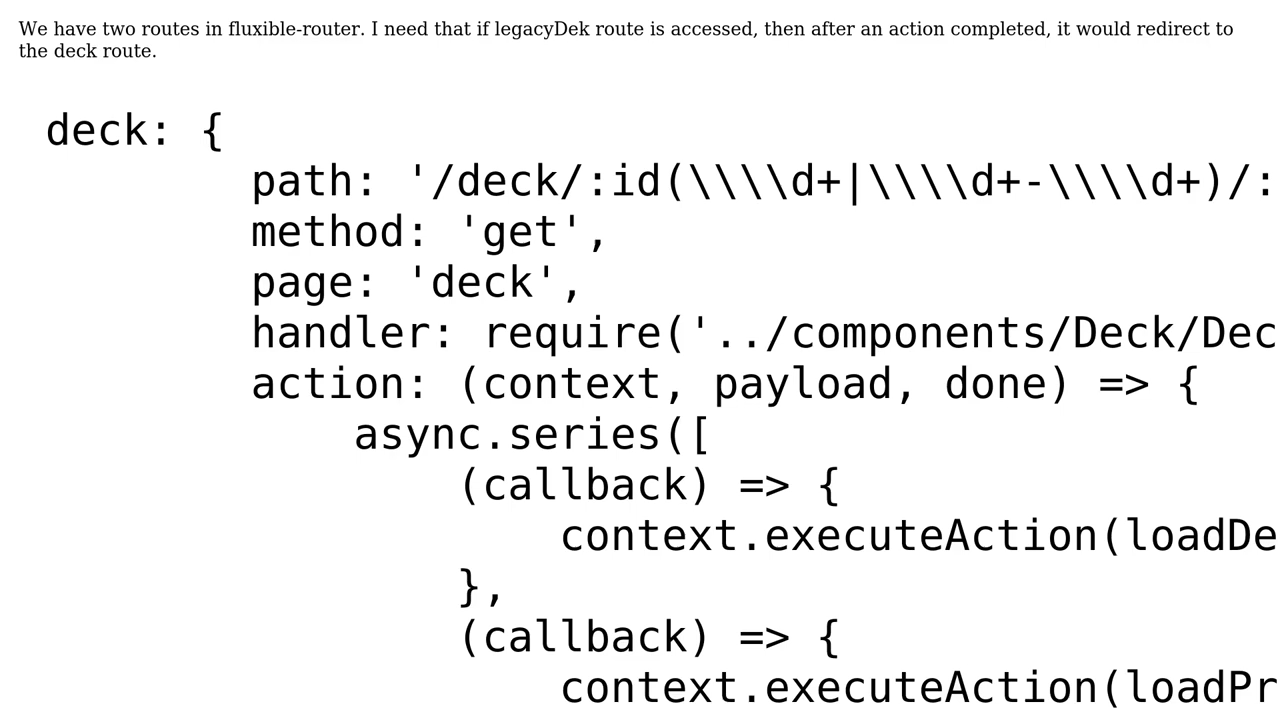 We have two routes in fluxible-router. I need that if legacyDek route is accessed, then after an action completed, it would redirect to
the deck route.
deck: {
path: '/deck/:id(\\\\d+|\\\\d+-\\\\d+)/:
method: 'get',
page: 'deck',
handler: require('../components/Deck/Dec
action: (context, payload, done) => {
async.series([
(callback) => {
context.executeAction(loadDe
},
(callback) => {
context.executeAction(loadPr